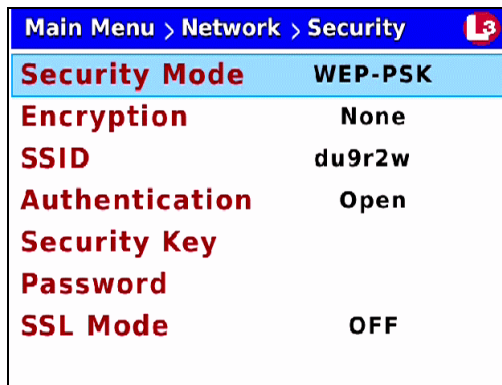 Main Menu > Network > Security L3
Security Mode WEP-PSK
Encryption None
SSID du9r2w
Authentication Open
Security Key
Password
SSL Mode OFF